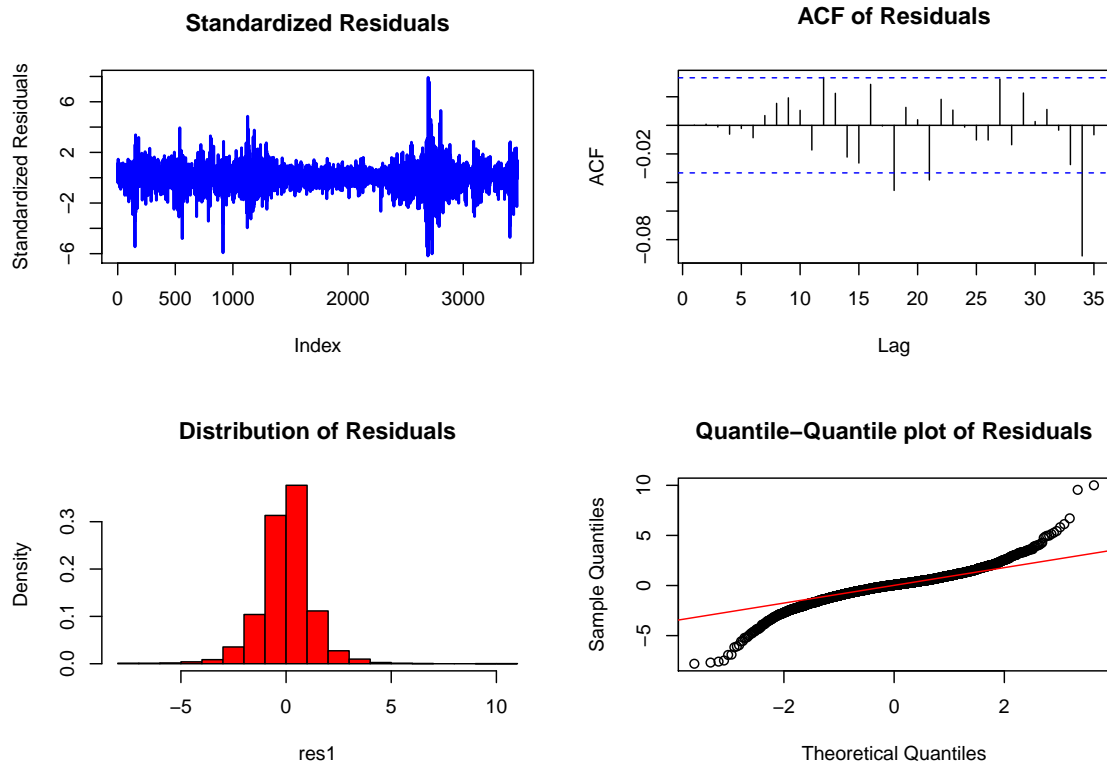 Standardized Residuals
Standardized Residuals
6
2
−2
−6
0 500 1000 2000 3000
Index
ACF of Residuals
ACF
−0.02
−0.08
0 5 10 15 20 25 30 35
Lag
Distribution of Residuals
Density
0.3
0.2
0.1
0.0
−5 0 5 10
res1
Quantile−Quantile plot of Residuals
Sample Quantiles
10
5
0
−5
−2 0 2
Theoretical Quantiles